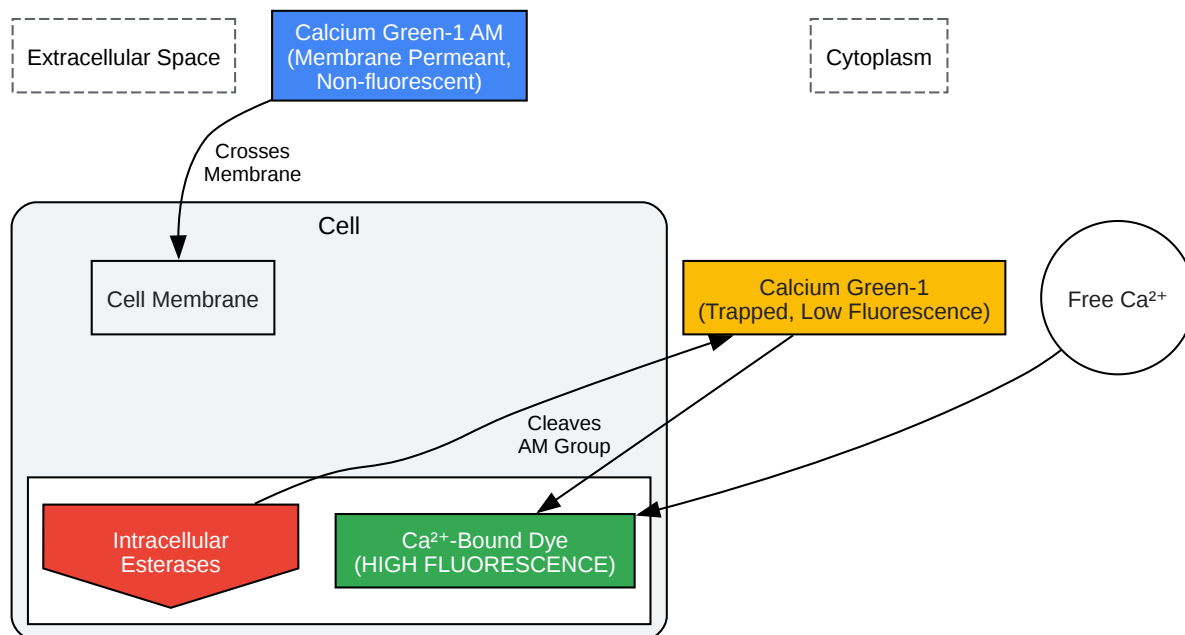 Extracellular Space
Calcium Green-1 AM
(Membrane Permeant,
Non-fluorescent)
Cytoplasm
Crosses
Membrane
Cell
Cell Membrane
Calcium Green-1
(Trapped, Low Fluorescence)
Free Ca²⁺
Cleaves
AM Group
Intracellular
Esterases
Ca²⁺-Bound Dye
(HIGH FLUORESCENCE)